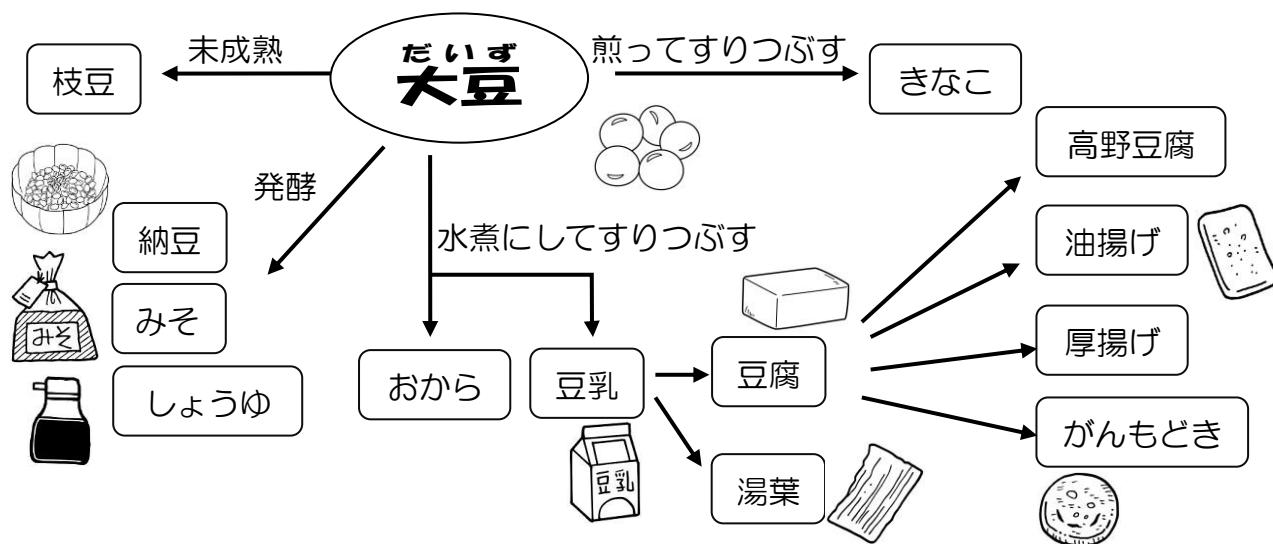 だいず
大豆
未成熟
枝豆
煎ってすりつぶす
きなこ
発酵
納豆
みそ
みそ
しょうゆ
水煮にしてすりつぶす
おから
豆乳
豆乳
豆腐
湯葉
高野豆腐
油揚げ
厚揚げ
がんもどき